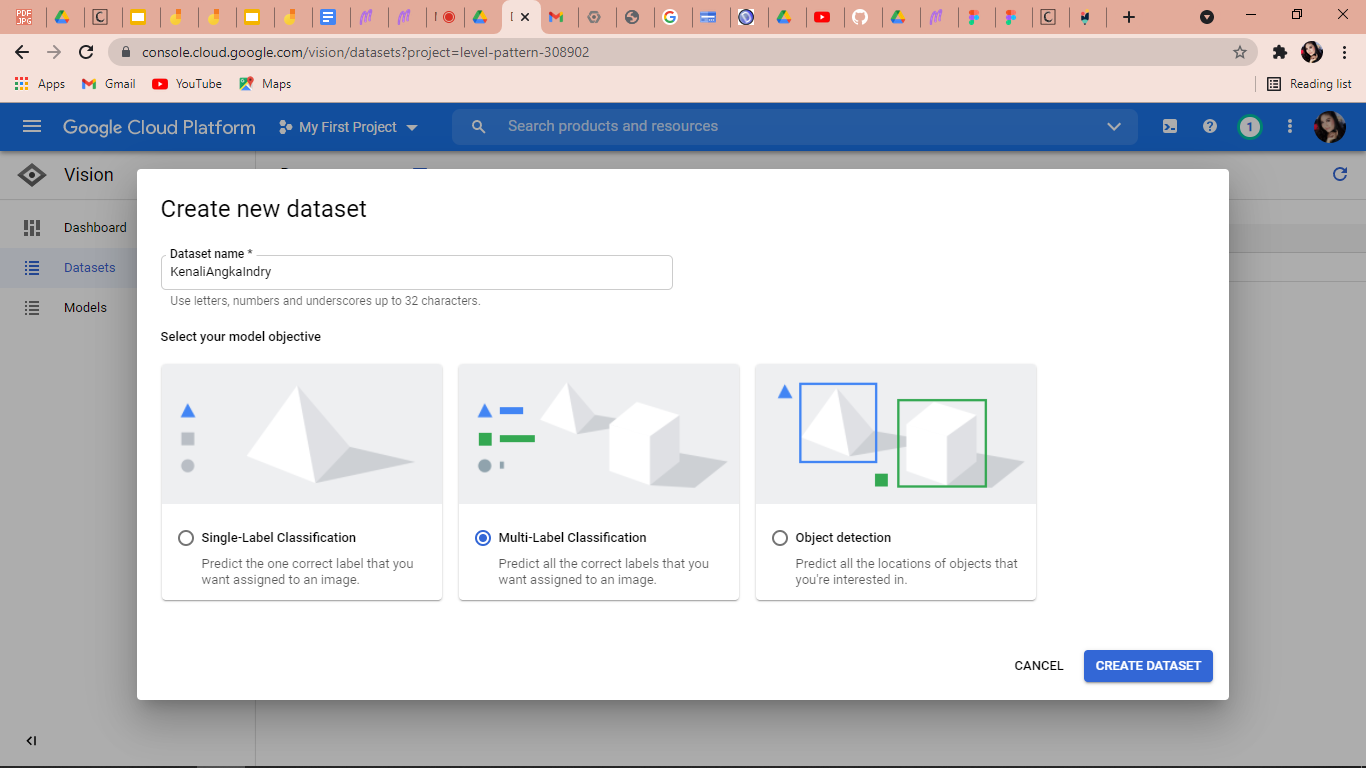 PDF
JPG
console.cloud.google.com/vision/datasets?project=level-pattern-308902
Apps
Gmail
YouTube
Maps
Reading list
Google Cloud Platform
My First Project
Search products and resources
1
Vision
Dashboard
Datasets
Models
Create new dataset
Dataset name *
KenaliAngkaIndry
Use letters, numbers and underscores up to 32 characters.
Select your model objective
Single-Label Classification
Predict the one correct label that you
want assigned to an image.
Multi-Label Classification
Predict all the correct labels that you
want assigned to an image.
Object detection
Predict all the locations of objects that
you're interested in.
CANCEL
CREATE DATASET